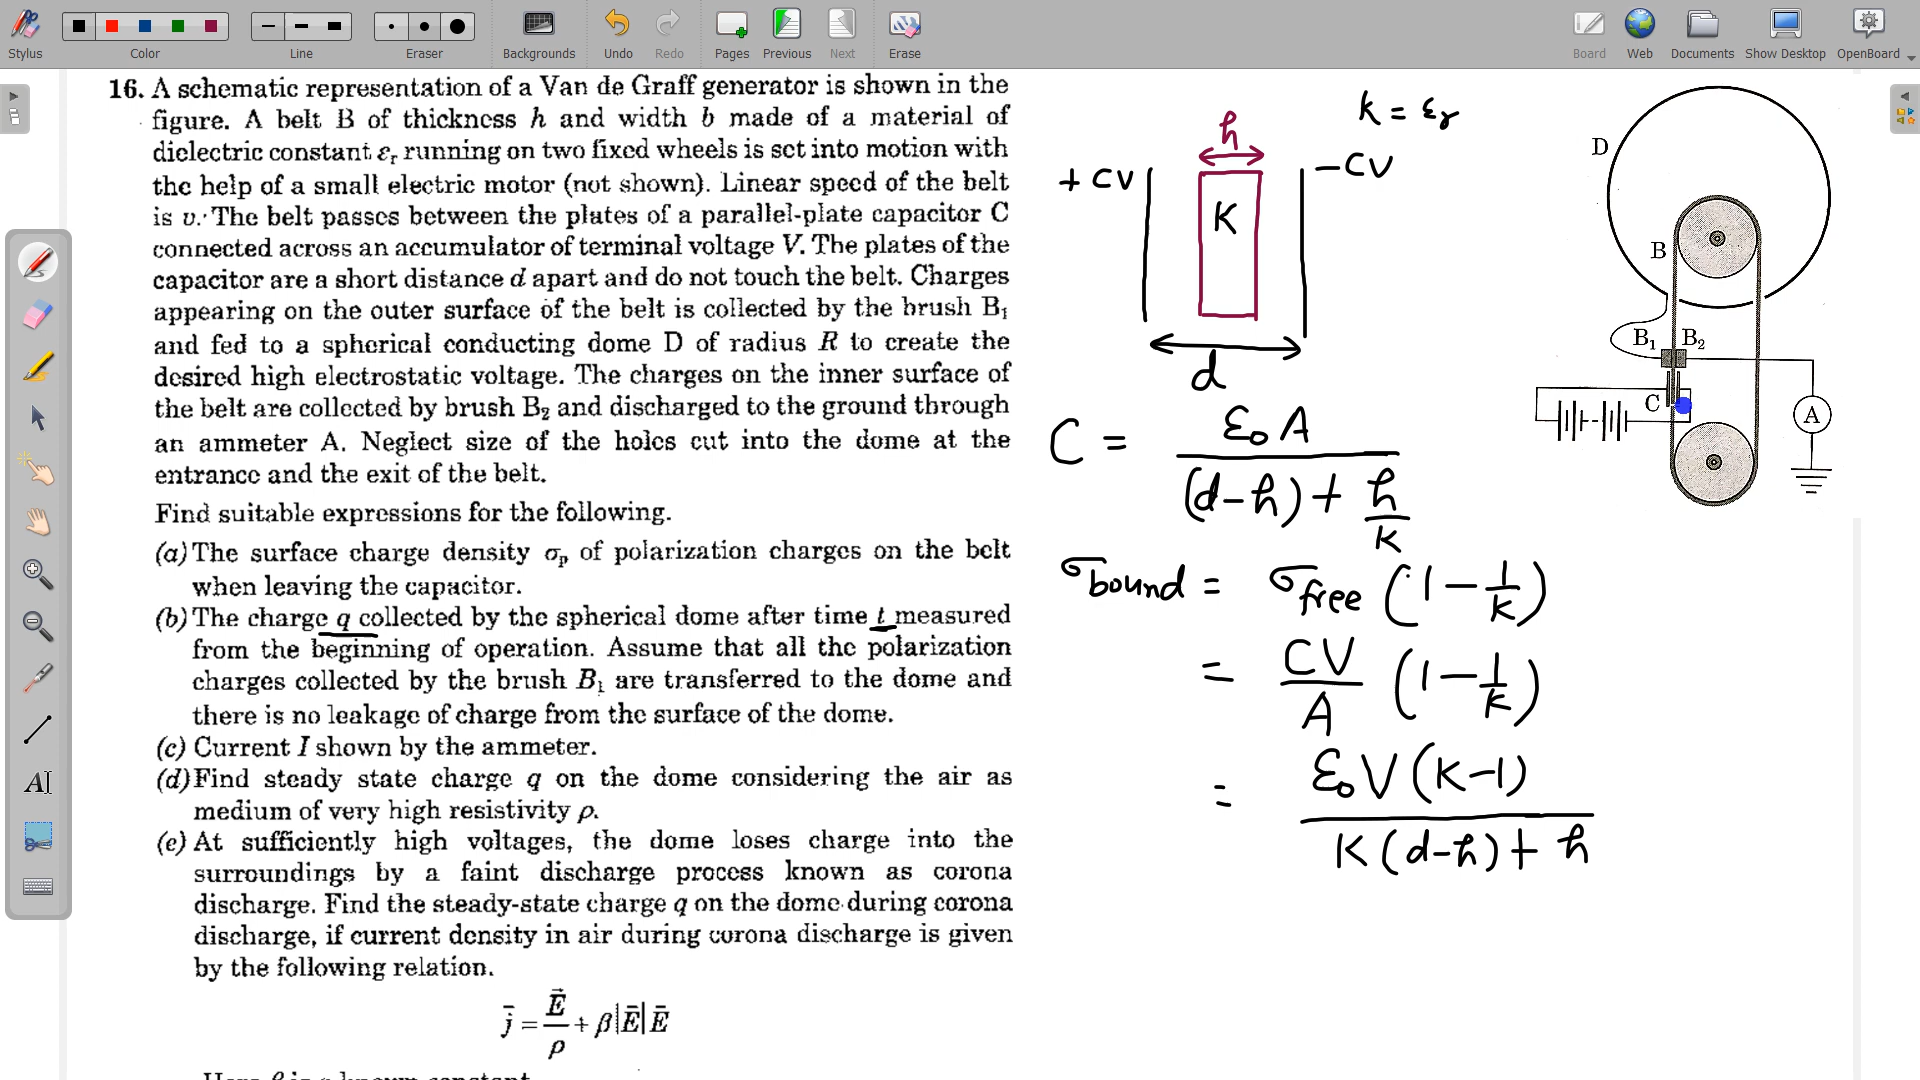 Stylus Color Line Eraser Backgrounds Undo Redo Pages Previous Next Erase Board Web Documents Show Desktop OpenBoard
16. A schematic representation of a Van de Graff generator is shown in the
figure. A belt B of thickness h and width b made of a material of
dielectric constant εr running on two fixed wheels is set into motion with
the help of a small electric motor (not shown). Linear speed of the belt
is v. The belt passes between the plates of a parallel-plate capacitor C
connected across an accumulator of terminal voltage V. The plates of the
capacitor are a short distance d apart and do not touch the belt. Charges
appearing on the outer surface of the belt is collected by the brush B₁
and fed to a spherical conducting dome D of radius R to create the
desired high electrostatic voltage. The charges on the inner surface of
the belt are collected by brush B₂ and discharged to the ground through
an ammeter A. Neglect size of the holes cut into the dome at the
entrance and the exit of the belt.
Find suitable expressions for the following.
(a) The surface charge density σp of polarization charges on the belt
when leaving the capacitor.
(b) The charge q collected by the spherical dome after time t measured
from the beginning of operation. Assume that all the polarization
charges collected by the brush B₁ are transferred to the dome and
there is no leakage of charge from the surface of the dome.
(c) Current I shown by the ammeter.
(d) Find steady state charge q on the dome considering the air as
medium of very high resistivity ρ.
(e) At sufficiently high voltages, the dome loses charge into the
surroundings by a faint discharge process known as corona
discharge. Find the steady-state charge q on the dome during corona
discharge, if current density in air during corona discharge is given
by the following relation.
j⃗ = E⃗/ρ + β|E⃗|E⃗
k = εr
h
+CV
-CV
K
d
C = ε₀A / ((d-h) + h/K)
σbound = σfree (1 - 1/K)
= CV/A (1 - 1/K)
= ε₀V(K-1) / (K(d-h) + h)
D
B
B₁ B₂
C
A
AI